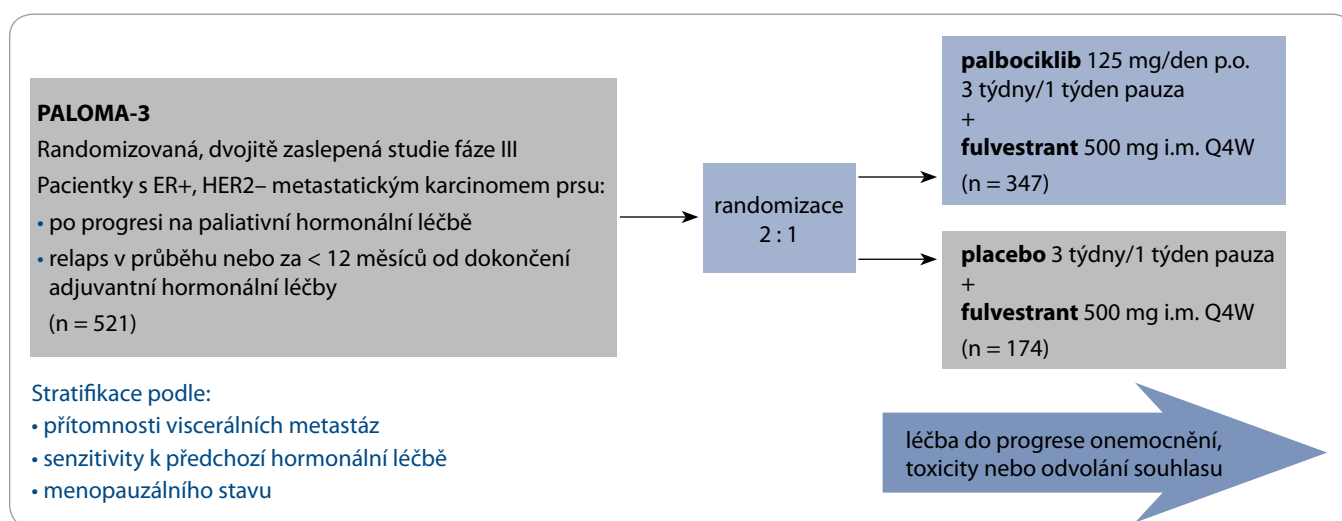 PALOMA-3
Randomizovaná, dvojitě zaslepená studie fáze III
Pacientky s ER+, HER2– metastatickým karcinomem prsu:
• po progresi na paliativní hormonální léčbě
• relaps v průběhu nebo za < 12 měsíců od dokončení
adjuvantní hormonální léčby
(n = 521)
Stratifikace podle:
• přítomnosti viscerálních metastáz
• senzitivity k předchozí hormonální léčbě
• menopauzálního stavu
randomizace
2 : 1
palbociklib 125 mg/den p.o.
3 týdny/1 týden pauza
+
fulvestrant 500 mg i.m. Q4W
(n = 347)
placebo 3 týdny/1 týden pauza
+
fulvestrant 500 mg i.m. Q4W
(n = 174)
léčba do progrese onemocnění,
toxicity nebo odvolání souhlasu